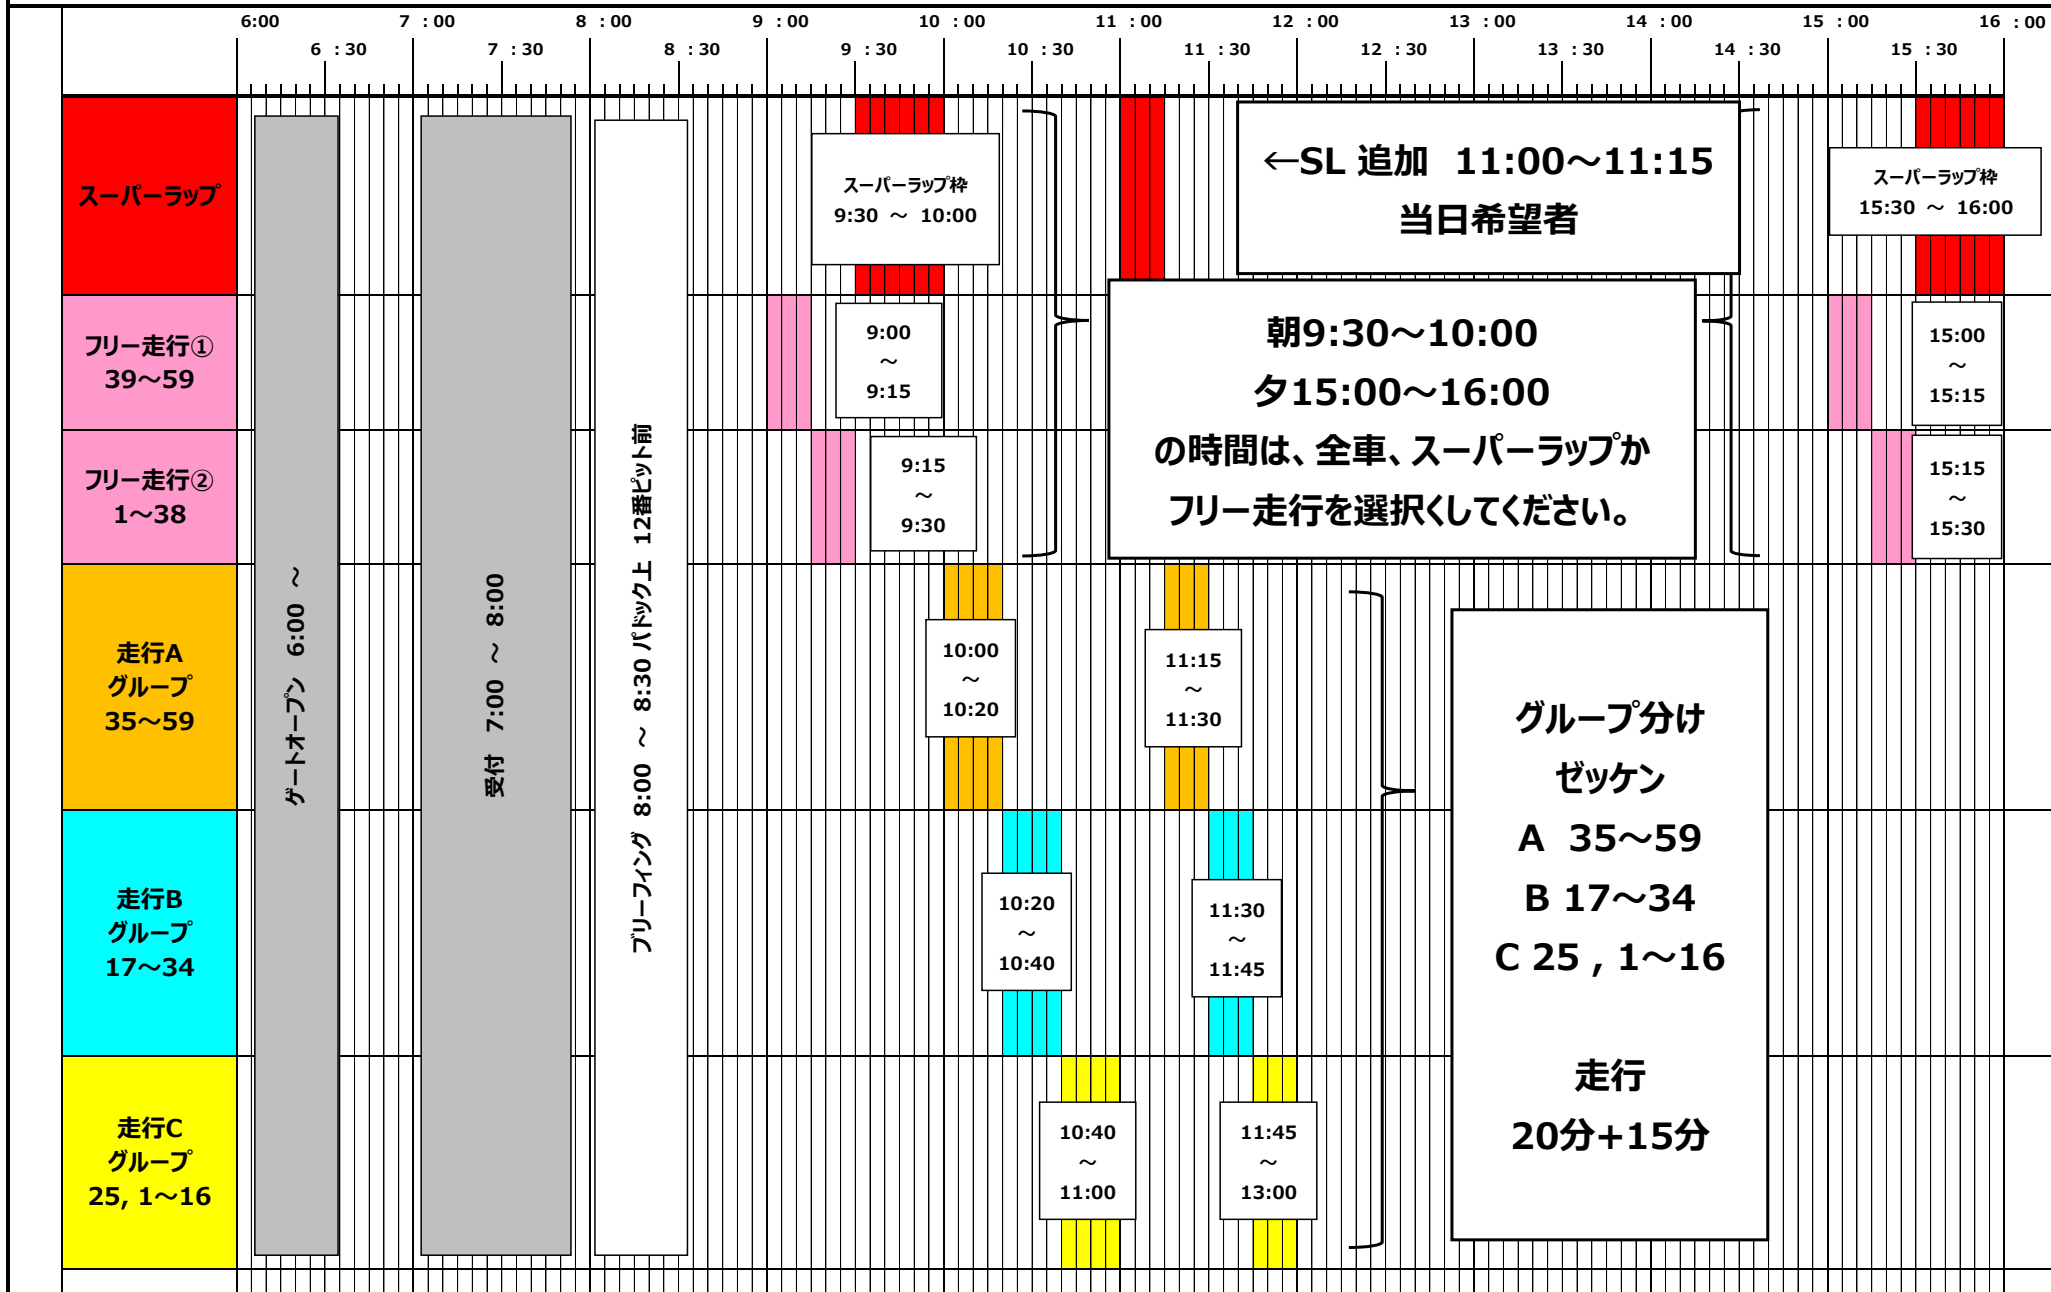 6:00
7 : 00
8 : 00
9 : 00
10 : 00
11 : 00
12 : 00
13 : 00
14 : 00
15 : 00
16 : 00
6 : 30
7 : 30
8 : 30
9 : 30
10 : 30
11 : 30
12 : 30
13 : 30
14 : 30
15 : 30
スーパーラップ
スーパーラップ枠
9:30 ～ 10:00
←SL 追加 11:00～11:15
当日希望者
スーパーラップ枠
15:30 ～ 16:00
フリー走行①
39～59
9:00
～
9:15
朝9:30～10:00
夕15:00～16:00
の時間は、全車、スーパーラップか
フリー走行を選択くしてください。
15:00
～
15:15
フリー走行②
1～38
9:15
～
9:30
15:15
～
15:30
ゲートオープン 6:00 ～
受付 7:00 ～ 8:00
ブリーフィング 8:00 ～ 8:30 パドック上 12番ピット前
走行A
グループ
35～59
10:00
～
10:20
11:15
～
11:30
グループ分け
ゼッケン
A 35～59
B 17～34
C 25 , 1～16
走行
20分+15分
走行B
グループ
17～34
10:20
～
10:40
11:30
～
11:45
走行C
グループ
25, 1～16
10:40
～
11:00
11:45
～
13:00